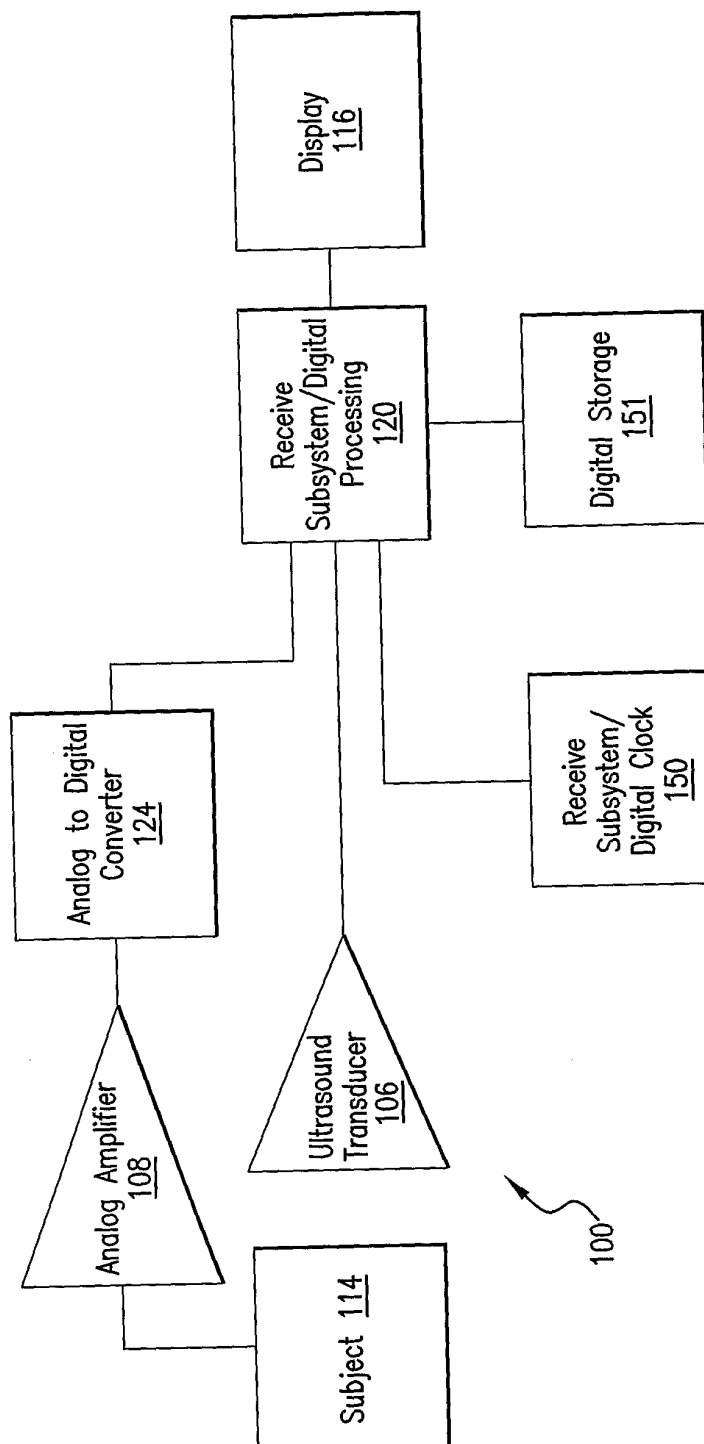 Subject 114
Analog Amplifier
108
Analog to Digital
Converter
124
Ultrasound
Transducer
106
Receive
Subsystem/Digital
Processing
120
Display
116
Receive
Subsystem/
Digital Clock
150
Digital Storage
151
100